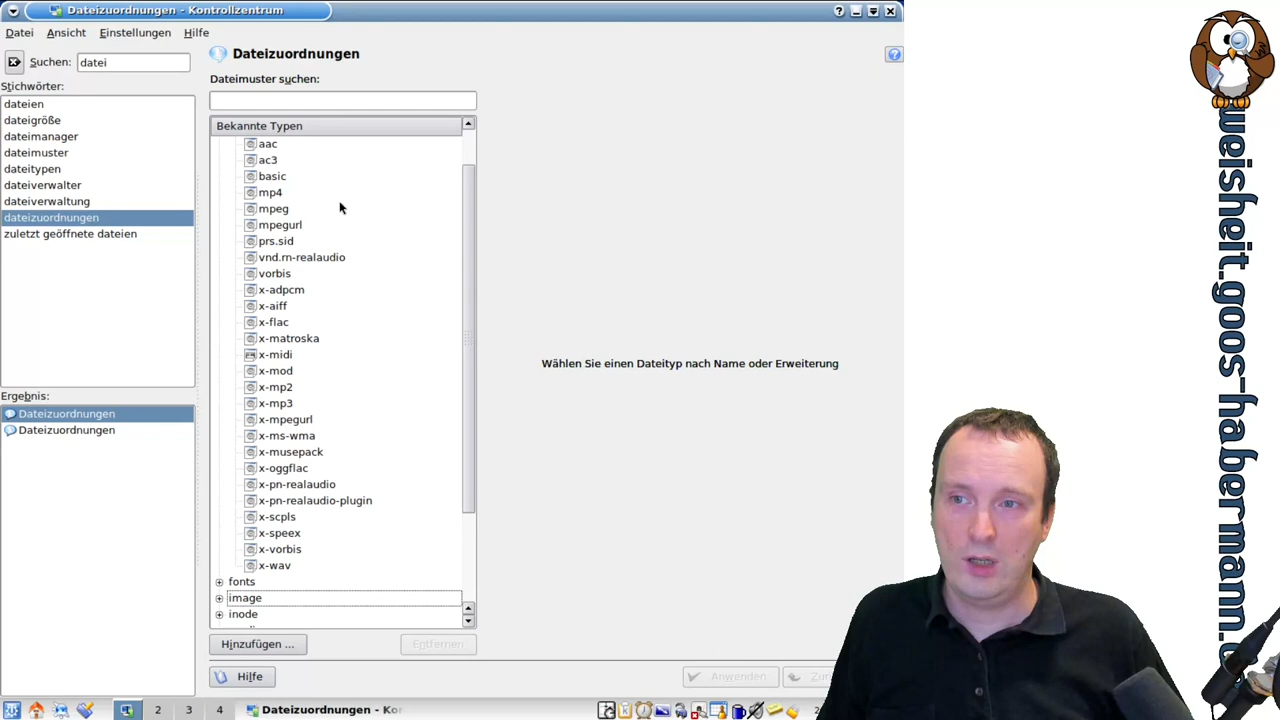 Dateizuordnungen - Kontrollzentrum
Datei Ansicht Einstellungen Hilfe
Suchen: datei
Stichwörter:
dateien
dateigröße
dateimanager
dateimuster
dateitypen
dateiverwalter
dateiverwaltung
dateizuordnungen
zuletzt geöffnete dateien
Ergebnis:
Dateizuordnungen
Dateizuordnungen
Dateizuordnungen
Dateimuster suchen:
Bekannte Typen
aac
ac3
basic
mp4
mpeg
mpegurl
prs.sid
vnd.rn-realaudio
vorbis
x-adpcm
x-aiff
x-flac
x-matroska
x-midi
x-mod
x-mp2
x-mp3
x-mpegurl
x-ms-wma
x-musepack
x-oggflac
x-pn-realaudio
x-pn-realaudio-plugin
x-scpls
x-speex
x-vorbis
x-wav
fonts
image
inode
Hinzufügen ...
Entfernen
Wählen Sie einen Dateityp nach Name oder Erweiterung
Hilfe
Anwenden
2 3 4
Dateizuordnungen - Ko
weisheit.goos-habermann.